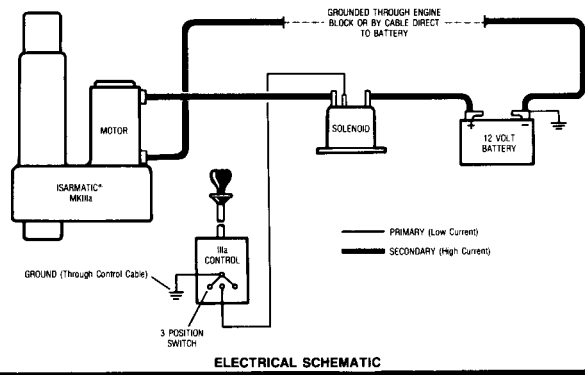 GROUNDED THROUGH ENGINE
BLOCK OR BY CABLE DIRECT
TO BATTERY
MOTOR
SOLENOID
+
−
12 VOLT
BATTERY
ISARMATIC®
MKIIIa
IIIa
CONTROL
PRIMARY (Low Current)
SECONDARY (High Current)
GROUND (Through Control Cable)
3 POSITION
SWITCH
ELECTRICAL SCHEMATIC